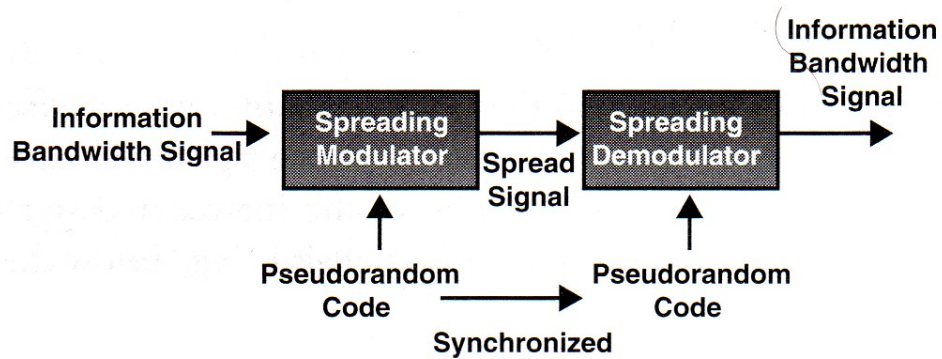 Information
Bandwidth Signal
Spreading
Modulator
Spread
Signal
Spreading
Demodulator
Information
Bandwidth
Signal
Pseudorandom
Code
Synchronized
Pseudorandom
Code